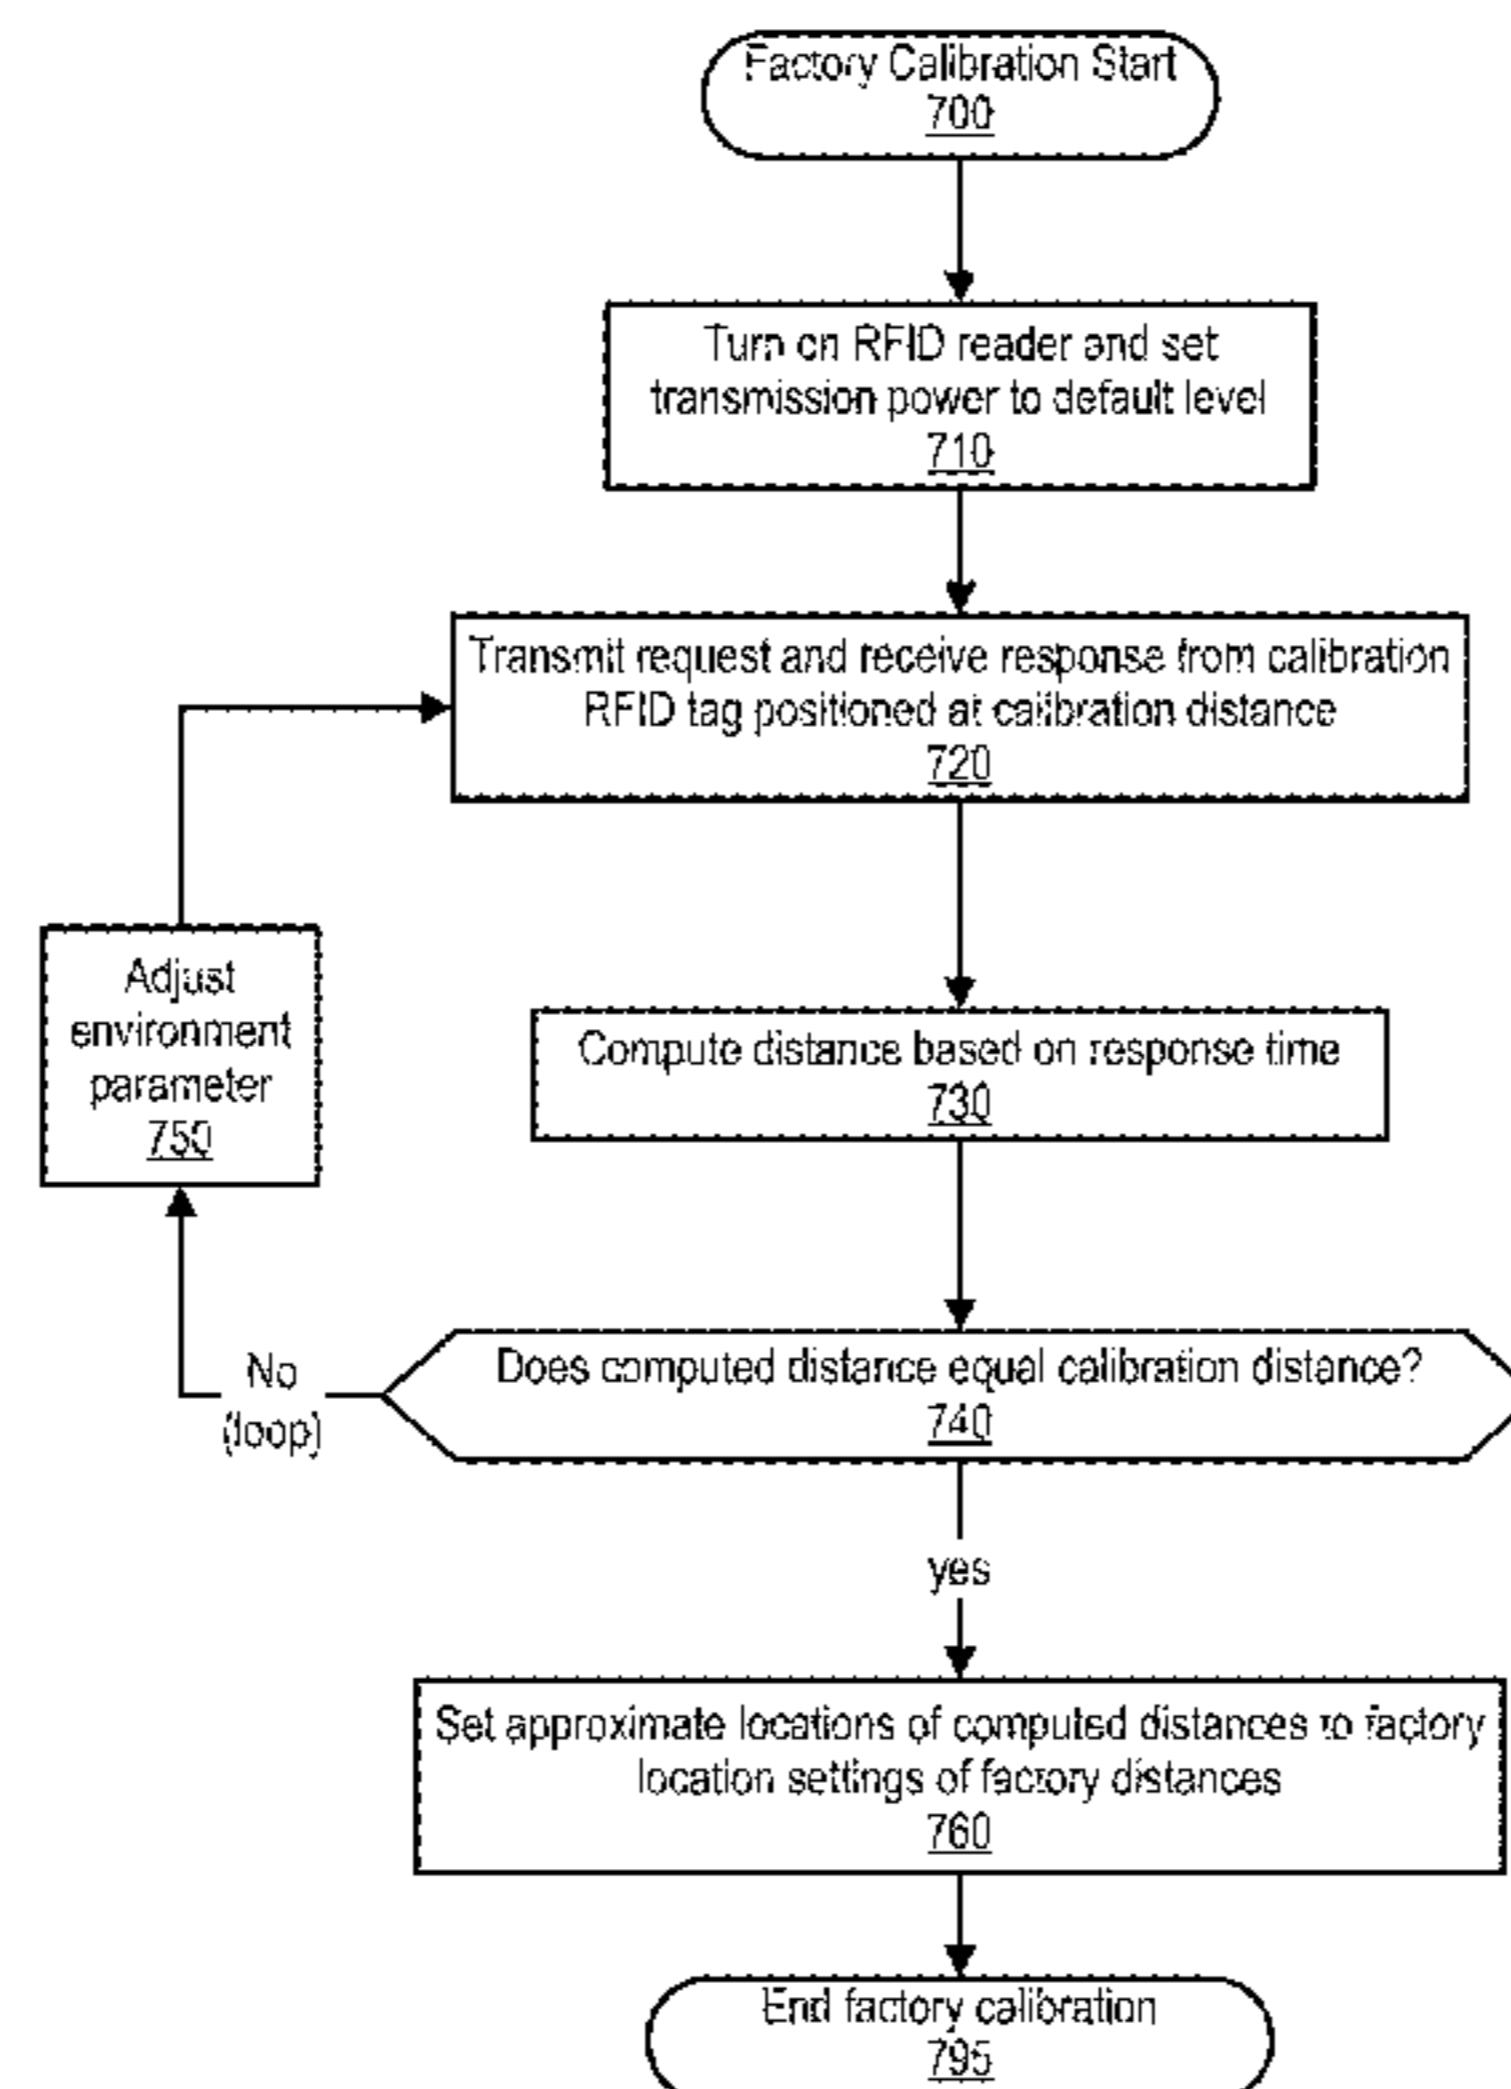 Factory Calibration Start
700
Turn on RFID reader and set
transmission power to default level
710
Transmit request and receive response from calibration
RFID tag positioned at calibration distance
720
Adjust
environment
parameter
750
Compute distance based on response time
730
Does computed distance equal calibration distance?
740
No
(loop)
yes
Set approximate locations of computed distances to factory
location settings of factory distances
760
End factory calibration
795